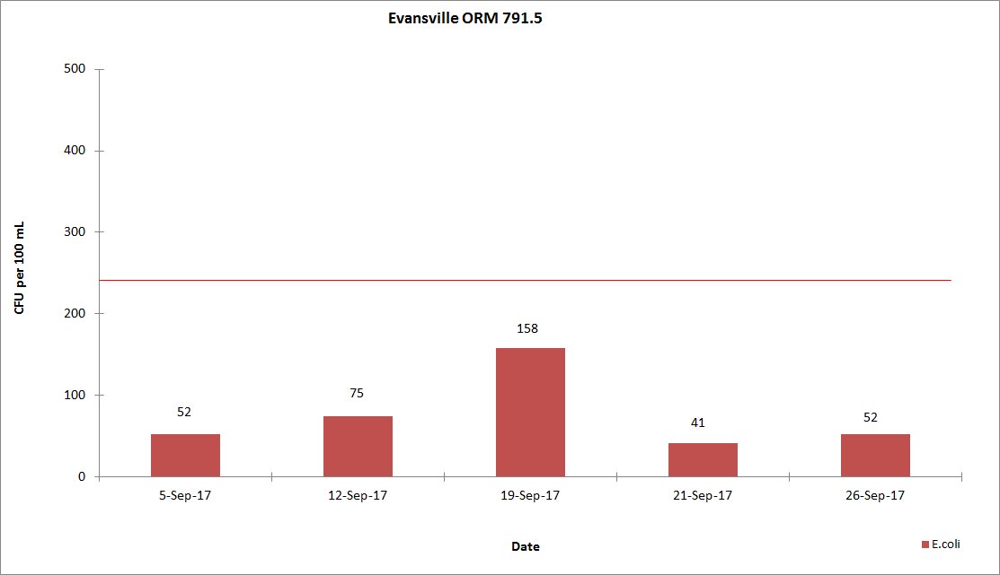 Evansville ORM 791.5
500
400
300
200
100
0
CFU per 100 mL
52
75
158
41
52
5-Sep-17
12-Sep-17
19-Sep-17
21-Sep-17
26-Sep-17
Date
E.coli